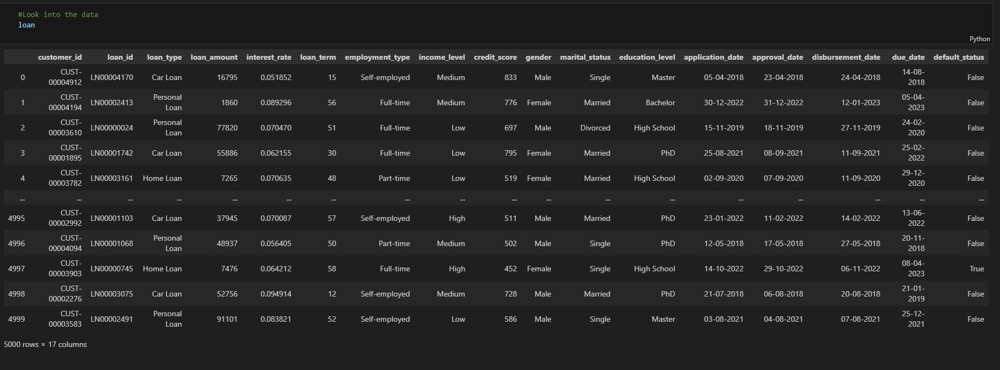 #Look into the data
loan
Python
customer_id loan_id loan_type loan_amount interest_rate loan_term employment_type income_level credit_score gender marital_status education_level application_date approval_date disbursement_date due_date default_status
0 CUST-00004912 LN00004170 Car Loan 16795 0.051852 15 Self-employed Medium 833 Male Single Master 05-04-2018 23-04-2018 24-04-2018 14-08-2018 False
1 CUST-00004194 LN00002413 Personal Loan 1860 0.089296 56 Full-time Medium 776 Female Married Bachelor 30-12-2022 31-12-2022 12-01-2023 05-04-2023 False
2 CUST-00003610 LN00000024 Personal Loan 77820 0.070470 51 Full-time Low 697 Male Divorced High School 15-11-2019 18-11-2019 27-11-2019 24-02-2020 False
3 CUST-00001895 LN00001742 Car Loan 55886 0.062155 30 Full-time Low 795 Female Married PhD 25-08-2021 08-09-2021 11-09-2021 25-02-2022 False
4 CUST-00003782 LN00003161 Home Loan 7265 0.070635 48 Part-time Low 519 Female Married High School 02-09-2020 07-09-2020 11-09-2020 29-12-2020 False
... ... ... ... ... ... ... ... ... ... ... ... ... ... ... ... ... ...
4995 CUST-00002992 LN00001103 Car Loan 37945 0.070087 57 Self-employed High 511 Male Married PhD 23-01-2022 11-02-2022 14-02-2022 13-06-2022 False
4996 CUST-00004094 LN00001068 Personal Loan 48937 0.056405 50 Part-time Medium 502 Male Single PhD 12-05-2018 17-05-2018 27-05-2018 20-11-2018 False
4997 CUST-00003903 LN00000745 Home Loan 7476 0.064212 58 Full-time High 452 Female Single High School 14-10-2022 29-10-2022 06-11-2022 08-04-2023 True
4998 CUST-00002276 LN00003075 Car Loan 52756 0.094914 12 Self-employed Medium 728 Male Married PhD 21-07-2018 06-08-2018 20-08-2018 21-01-2019 False
4999 CUST-00003583 LN00002491 Personal Loan 91101 0.083821 52 Self-employed Low 586 Male Single Master 03-08-2021 04-08-2021 07-08-2021 25-12-2021 False
5000 rows × 17 columns